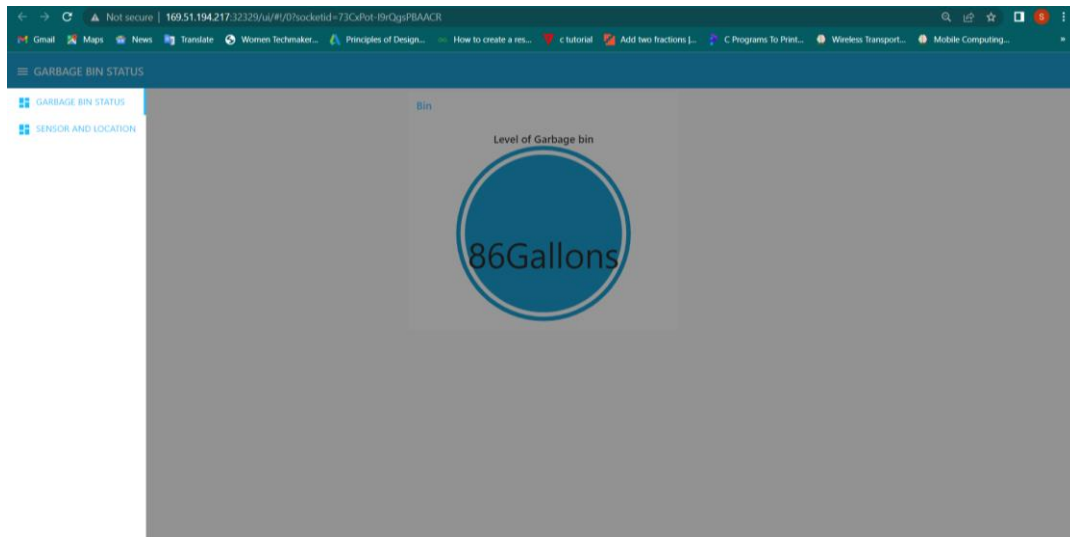 Not secure | 169.51.194.217:32329/ui/#!/0?socketid=73CxPot-I9rQgsPBAACR
Gmail Maps News Translate Women Techmaker... Principles of Design... How to create a res... c tutorial Add two fractions |... C Programs To Print... Wireless Transport... Mobile Computing... »
GARBAGE BIN STATUS
GARBAGE BIN STATUS
SENSOR AND LOCATION
Bin
Level of Garbage bin
86Gallons